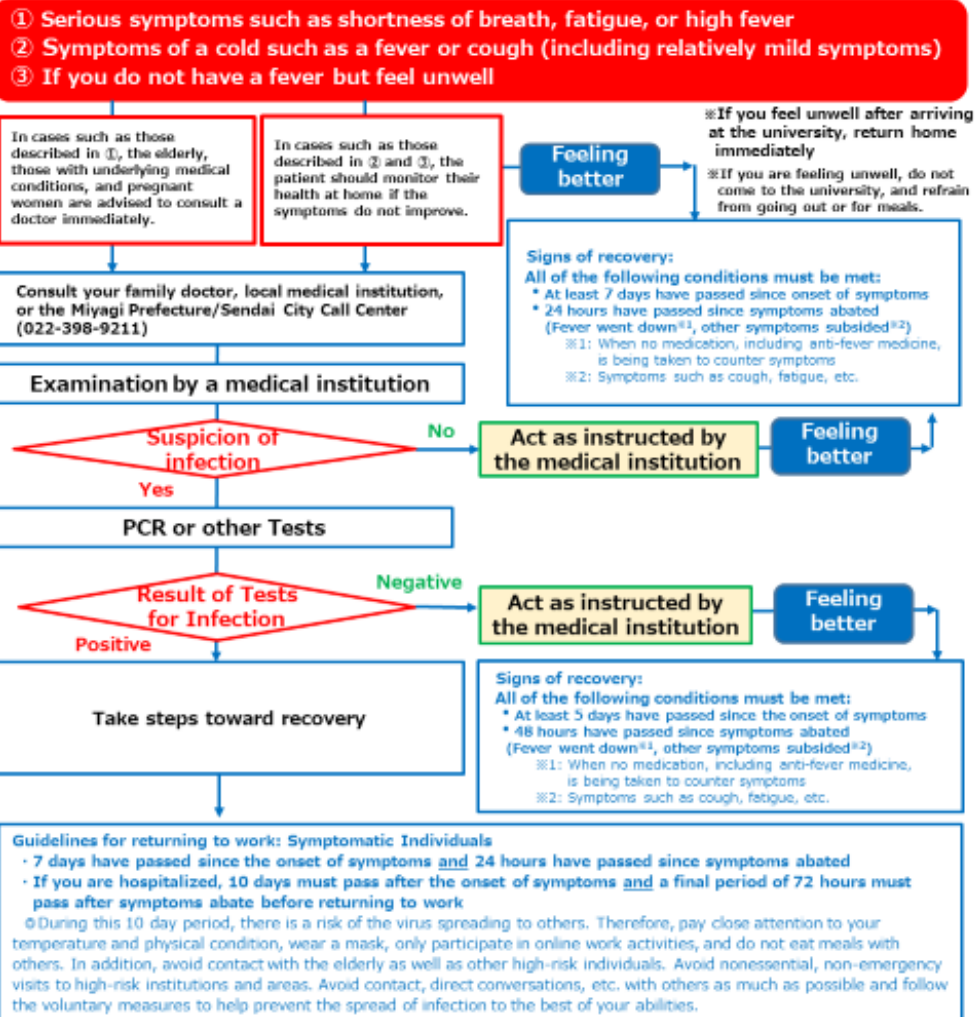 ① Serious symptoms such as shortness of breath, fatigue, or high fever
② Symptoms of a cold such as a fever or cough (including relatively mild symptoms)
③ If you do not have a fever but feel unwell
In cases such as those
described in ①, the elderly,
those with underlying medical
conditions, and pregnant
women are advised to consult a
doctor immediately.
In cases such as those
described in ② and ③, the
patient should monitor their
health at home if the
symptoms do not improve.
Feeling
better
※If you feel unwell after arriving
at the university, return home
immediately
※If you are feeling unwell, do not
come to the university, and refrain
from going out or for meals.
Signs of recovery:
All of the following conditions must be met:
* At least 7 days have passed since onset of symptoms
* 24 hours have passed since symptoms abated
(Fever went down※1, other symptoms subsided※2)
※1: When no medication, including anti-fever medicine,
is being taken to counter symptoms
※2: Symptoms such as cough, fatigue, etc.
Consult your family doctor, local medical institution,
or the Miyagi Prefecture/Sendai City Call Center
(022-398-9211)
Examination by a medical institution
Suspicion of
infection
No
Act as instructed by
the medical institution
Feeling
better
Yes
PCR or other Tests
Result of Tests
for Infection
Negative
Act as instructed by
the medical institution
Feeling
better
Positive
Take steps toward recovery
Signs of recovery:
All of the following conditions must be met:
* At least 5 days have passed since the onset of symptoms
* 48 hours have passed since symptoms abated
(Fever went down※1, other symptoms subsided※2)
※1: When no medication, including anti-fever medicine,
is being taken to counter symptoms
※2: Symptoms such as cough, fatigue, etc.
Guidelines for returning to work: Symptomatic Individuals
・7 days have passed since the onset of symptoms and 24 hours have passed since symptoms abated
・If you are hospitalized, 10 days must pass after the onset of symptoms and a final period of 72 hours must
pass after symptoms abate before returning to work
◎During this 10 day period, there is a risk of the virus spreading to others. Therefore, pay close attention to your
temperature and physical condition, wear a mask, only participate in online work activities, and do not eat meals with
others. In addition, avoid contact with the elderly as well as other high-risk individuals. Avoid nonessential, non-emergency
visits to high-risk institutions and areas. Avoid contact, direct conversations, etc. with others as much as possible and follow
the voluntary measures to help prevent the spread of infection to the best of your abilities.